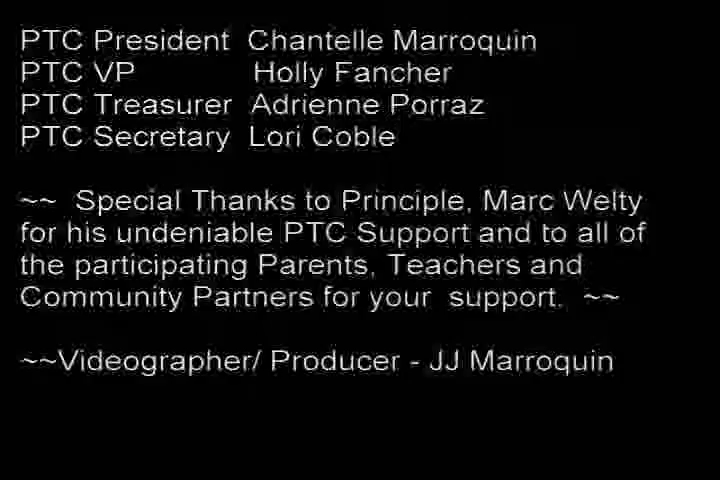 PTC President Chantelle Marroquin
PTC VP Holly Fancher
PTC Treasurer Adrienne Porraz
PTC Secretary Lori Coble
~~ Special Thanks to Principle, Marc Welty
for his undeniable PTC Support and to all of
the participating Parents, Teachers and
Community Partners for your support. ~~
~~Videographer/ Producer - JJ Marroquin